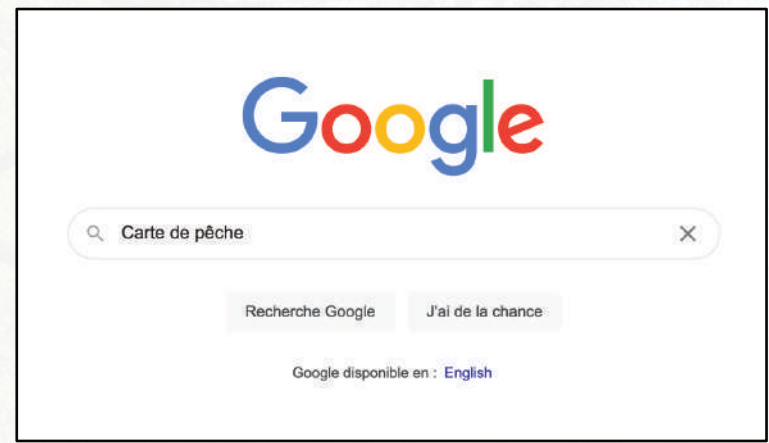 Google
Carte de pêche
Recherche Google J'ai de la chance
Google disponible en : English